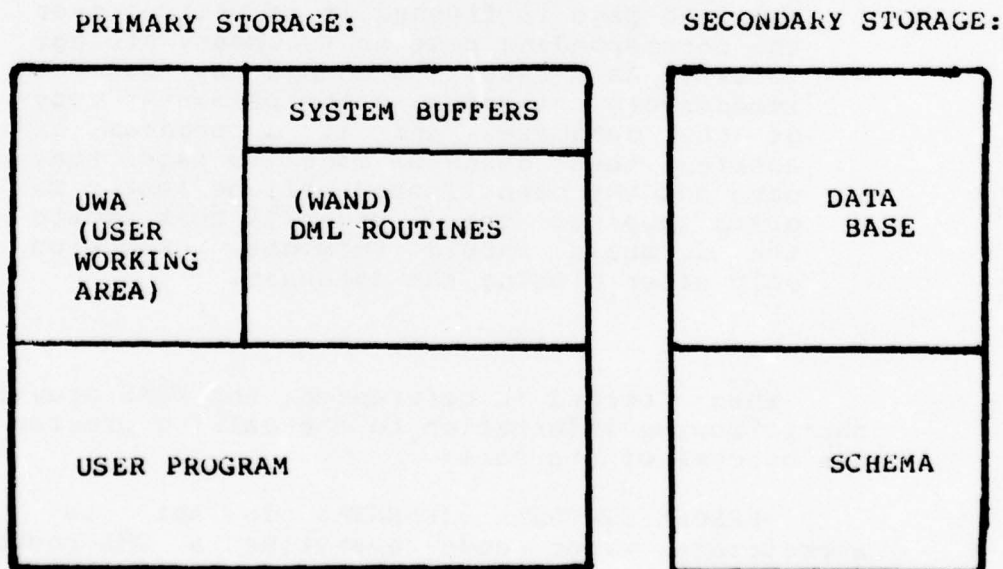 PRIMARY STORAGE:
SECONDARY STORAGE:
SYSTEM BUFFERS
UWA
(USER
WORKING
AREA)
(WAND)
DML ROUTINES
DATA
BASE
USER PROGRAM
SCHEMA